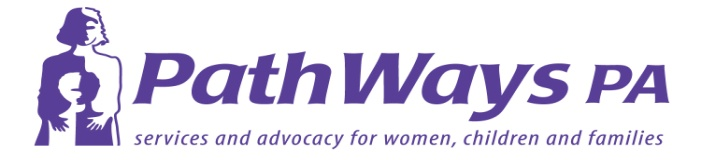 PathWays PA
services and advocacy for women, children and families